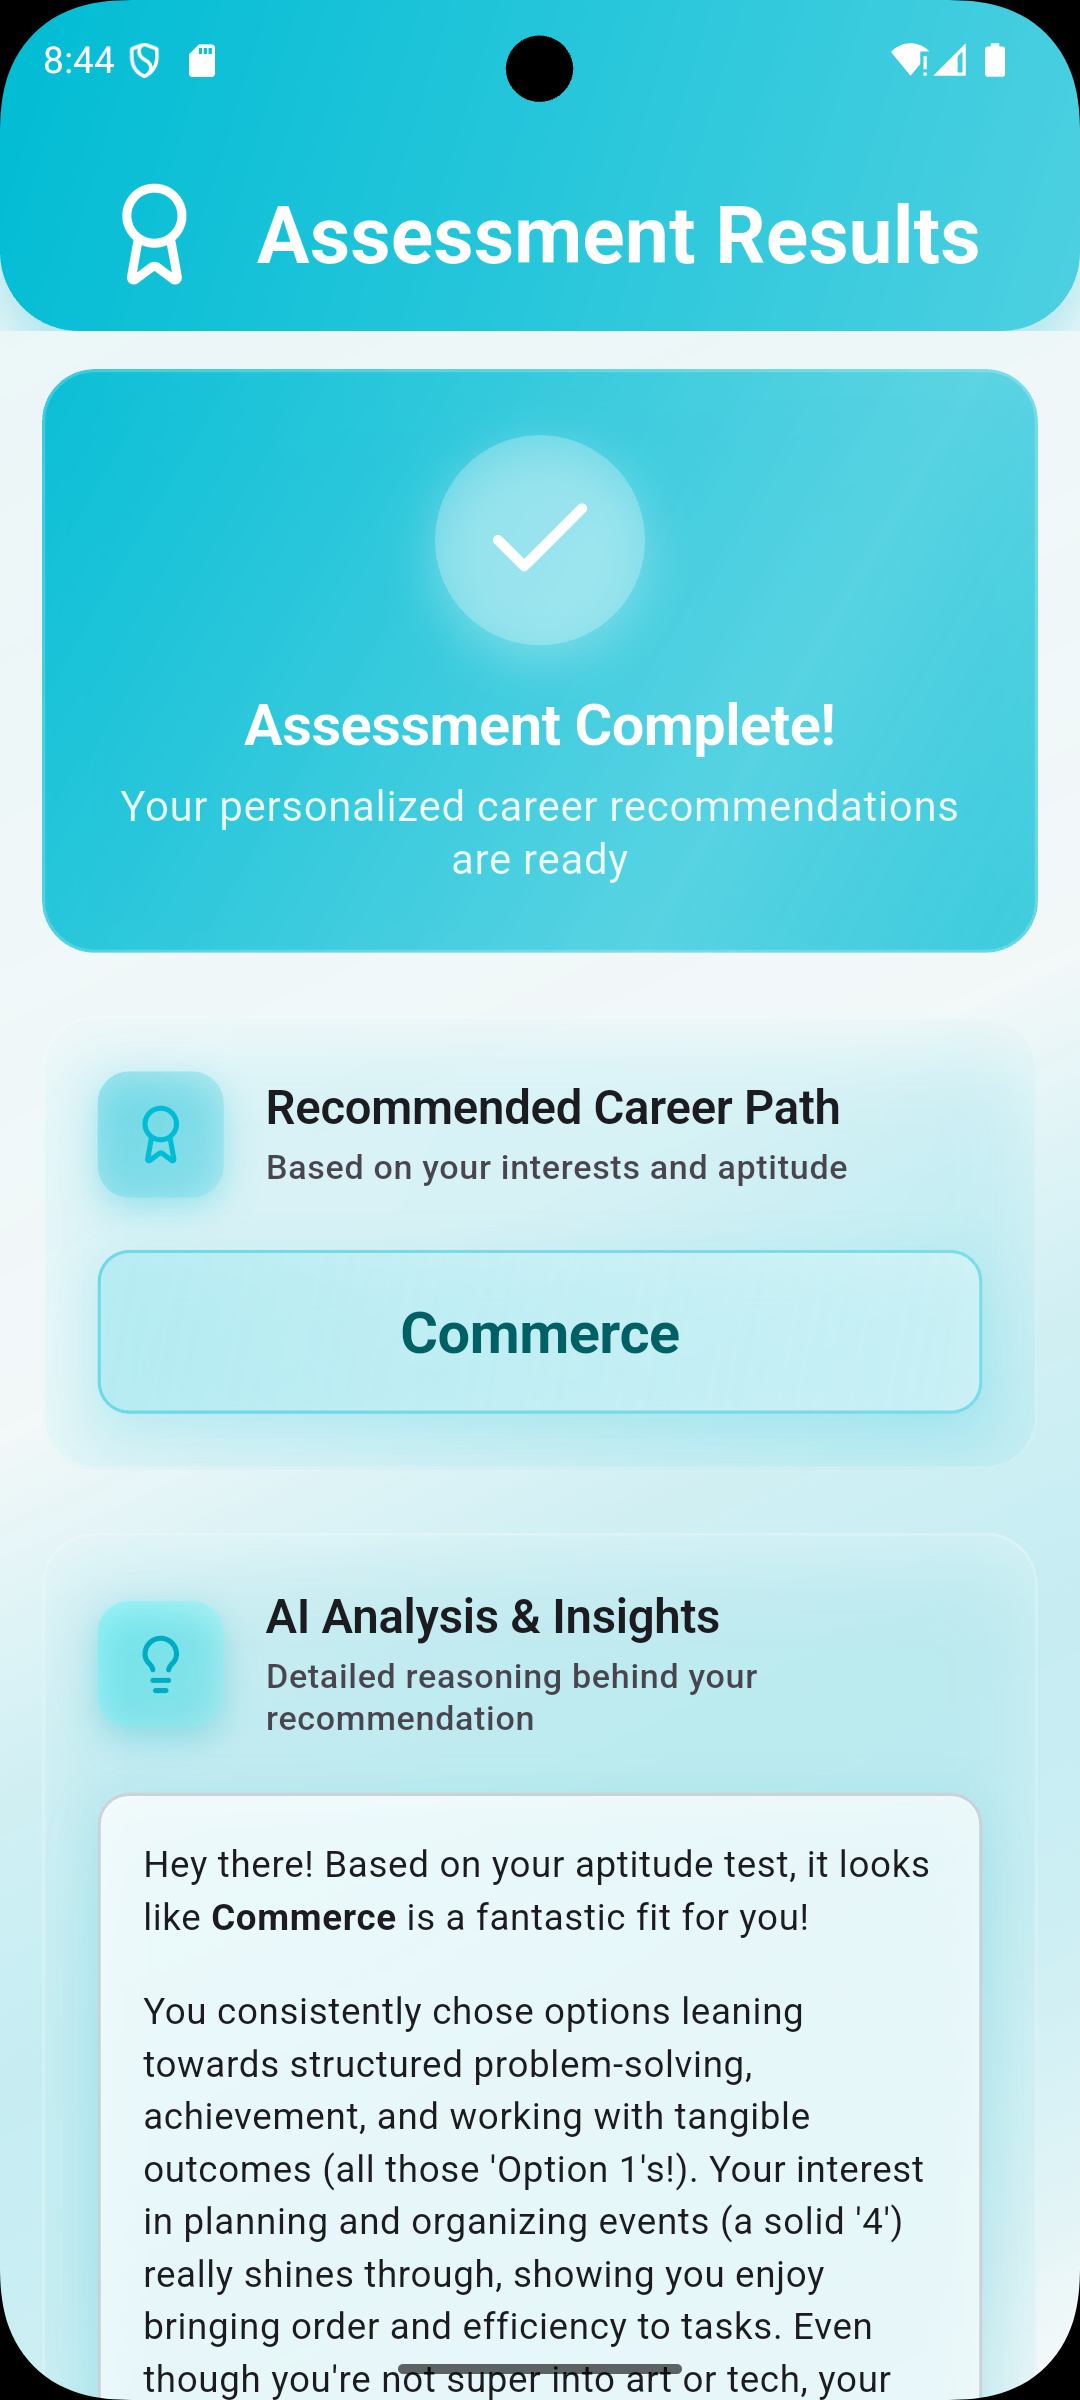 8:44
Assessment Results
Assessment Complete!
Your personalized career recommendations
are ready
Recommended Career Path
Based on your interests and aptitude
Commerce
AI Analysis & Insights
Detailed reasoning behind your
recommendation
Hey there! Based on your aptitude test, it looks
like Commerce is a fantastic fit for you!
You consistently chose options leaning
towards structured problem-solving,
achievement, and working with tangible
outcomes (all those 'Option 1's!). Your interest
in planning and organizing events (a solid '4')
really shines through, showing you enjoy
bringing order and efficiency to tasks. Even
though you're not super into art or tech, your